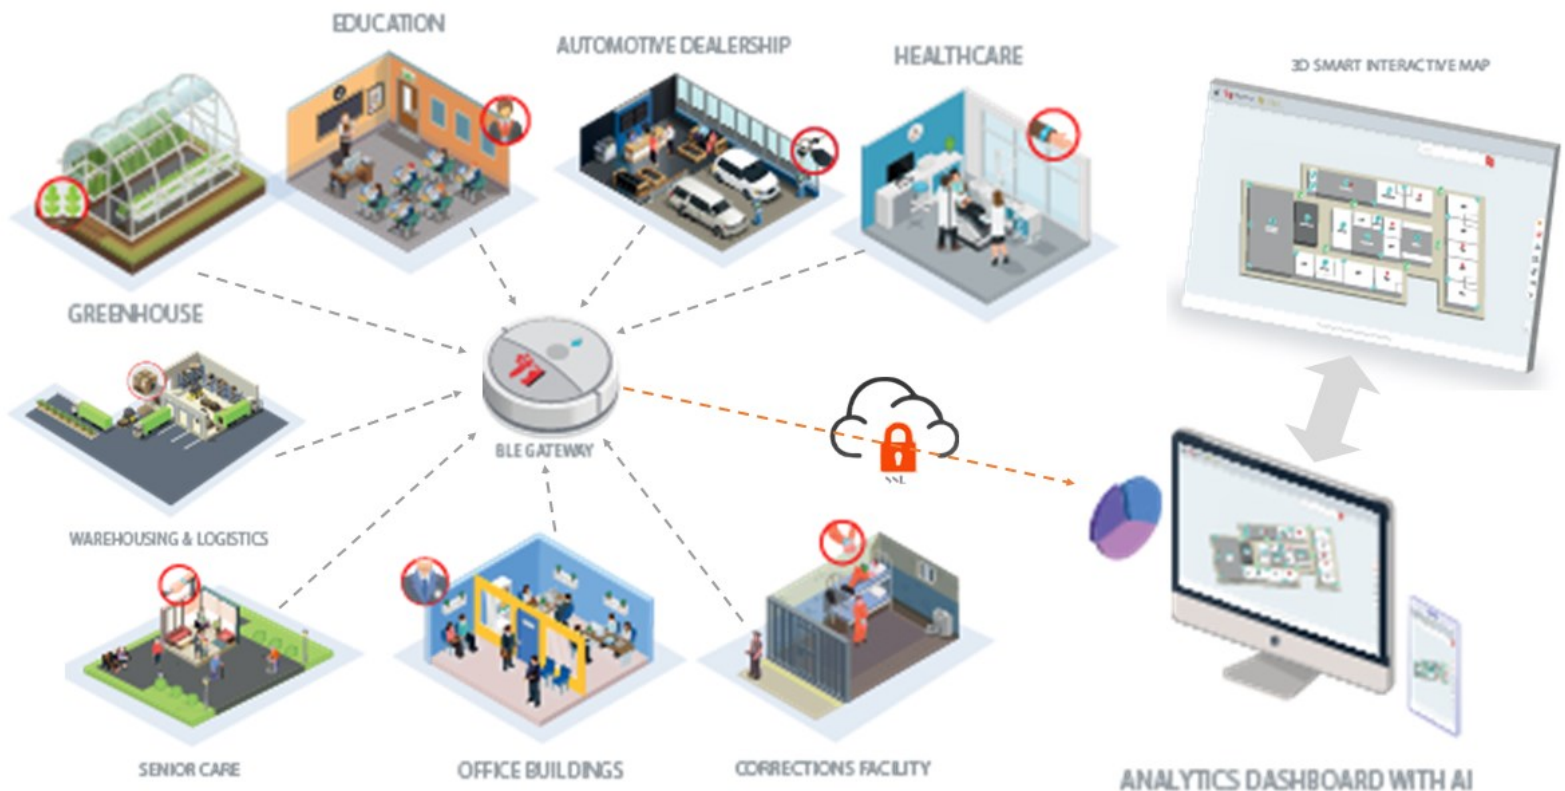 EDUCATION
AUTOMOTIVE DEALERSHIP
HEALTHCARE
3D SMART INTERACTIVE MAP
GREENHOUSE
BLE GATEWAY
SSL
WAREHOUSING & LOGISTICS
SENIOR CARE
OFFICE BUILDINGS
CORRECTIONS FACILITY
ANALYTICS DASHBOARD WITH AI